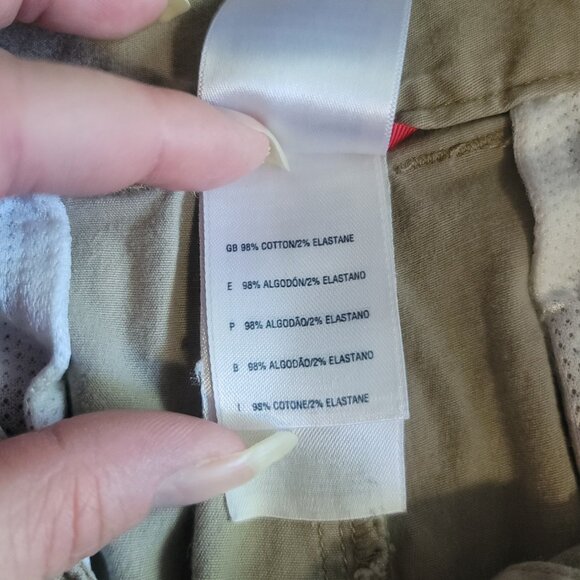 GB 98% COTTON/2% ELASTANE
E 98% ALGODÓN/2% ELASTANO
P 98% ALGODÃO/2% ELASTANO
B 98% ALGODÃO/2% ELASTANO
I 98% COTONE/2% ELASTANE